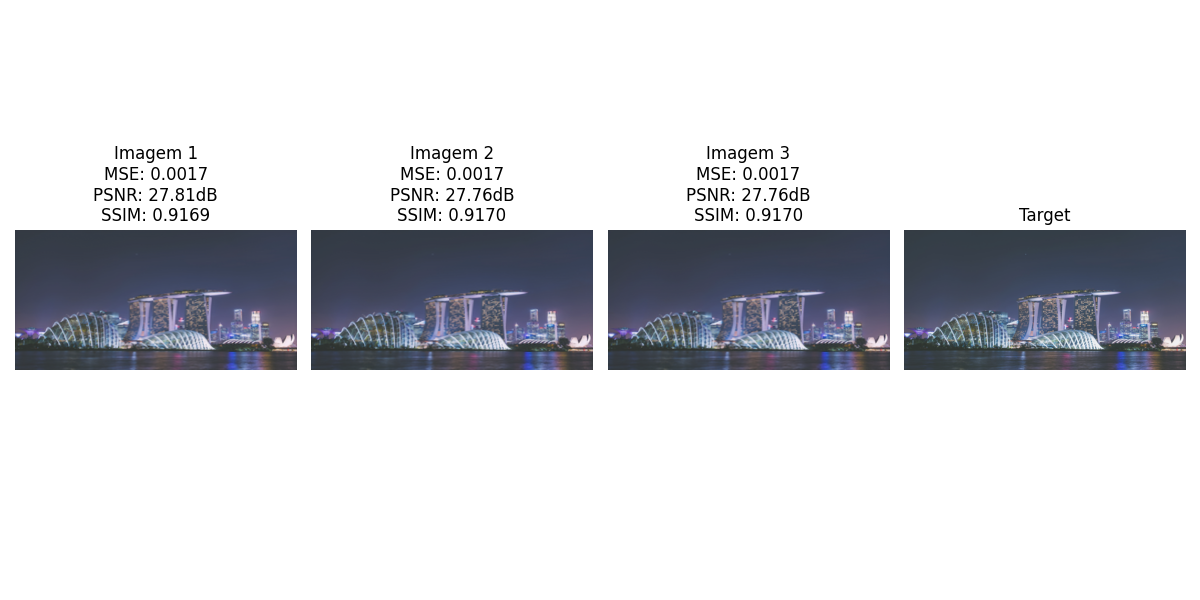 Imagem 1
MSE: 0.0017
PSNR: 27.81dB
SSIM: 0.9169
Imagem 2
MSE: 0.0017
PSNR: 27.76dB
SSIM: 0.9170
Imagem 3
MSE: 0.0017
PSNR: 27.76dB
SSIM: 0.9170
Target